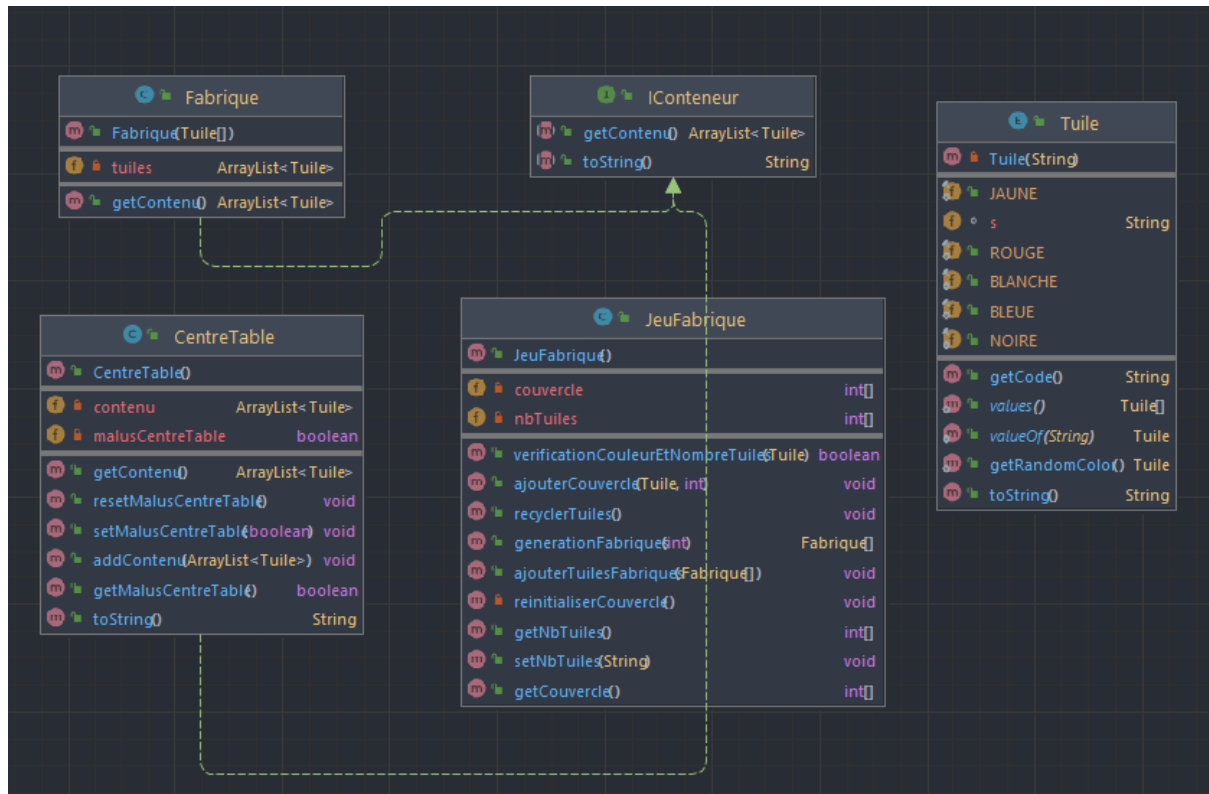 Fabrique
Fabrique(Tuile[])
tuiles ArrayList<Tuile>
getContenu() ArrayList<Tuile>
IConteneur
getContenu() ArrayList<Tuile>
toString() String
Tuile
Tuile(String)
JAUNE
s String
ROUGE
BLANCHE
BLEUE
NOIRE
getCode() String
values() Tuile[]
valueOf(String) Tuile
getRandomColor() Tuile
toString() String
CentreTable
CentreTable()
contenu ArrayList<Tuile>
malusCentreTable boolean
getContenu() ArrayList<Tuile>
resetMalusCentreTable() void
setMalusCentreTable(boolean) void
addContenu(ArrayList<Tuile>) void
getMalusCentreTable() boolean
toString() String
JeuFabrique
JeuFabrique()
couvercle int[]
nbTuiles int[]
verificationCouleurEtNombreTuiles(Tuile) boolean
ajouterCouvercle(Tuile, int) void
recyclerTuiles() void
generationFabriques(int) Fabrique[]
ajouterTuilesFabriques(Fabrique[]) void
reinitialiserCouvercle() void
getNbTuiles() int[]
setNbTuiles(String) void
getCouvercle() int[]